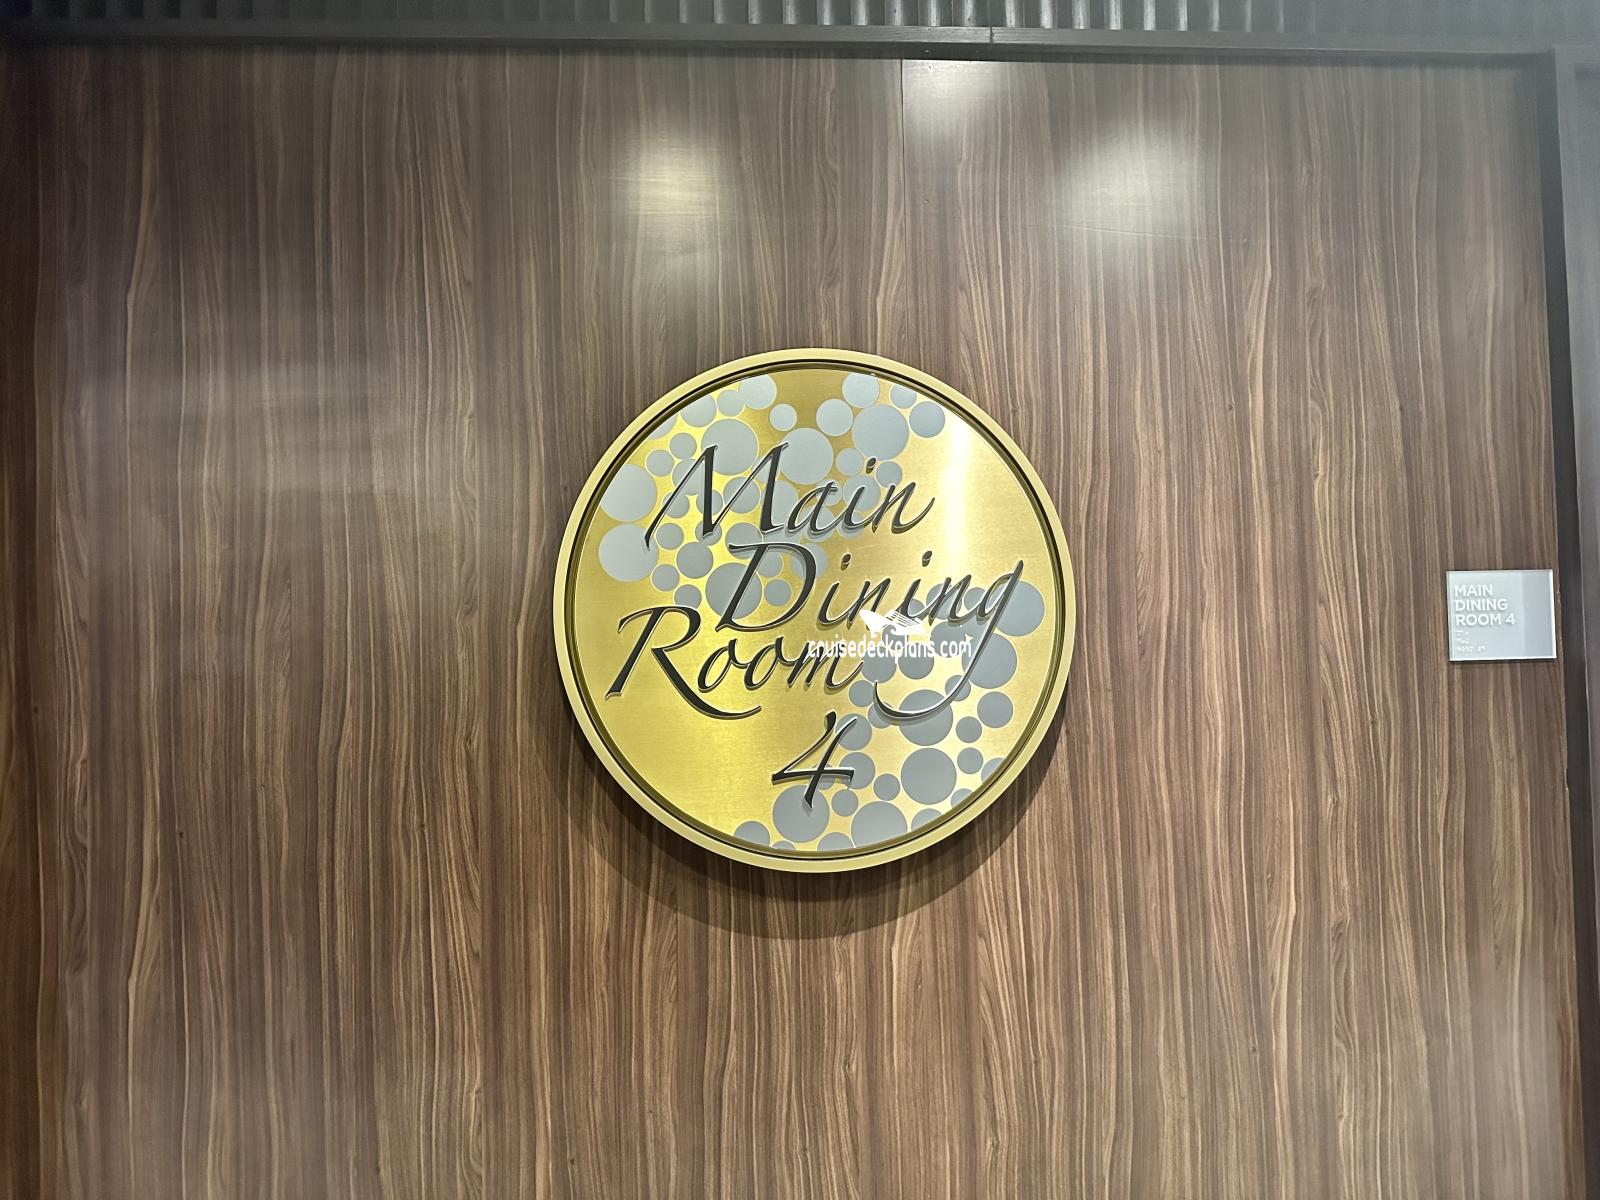 Main
Dining
Room
4
cruisedeckplans.com
MAIN
DINING
ROOM 4